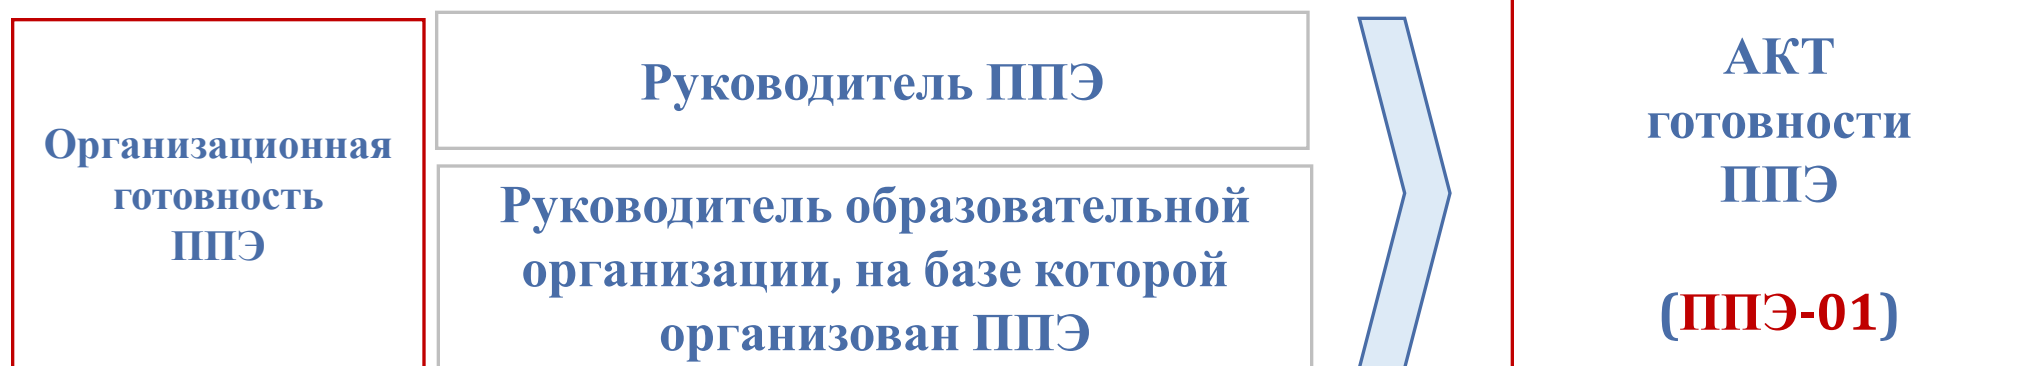 Организационная
готовность
ППЭ
Руководитель ППЭ
Руководитель образовательной
организации, на базе которой
организован ППЭ
АКТ
готовности
ППЭ
(ППЭ-01)